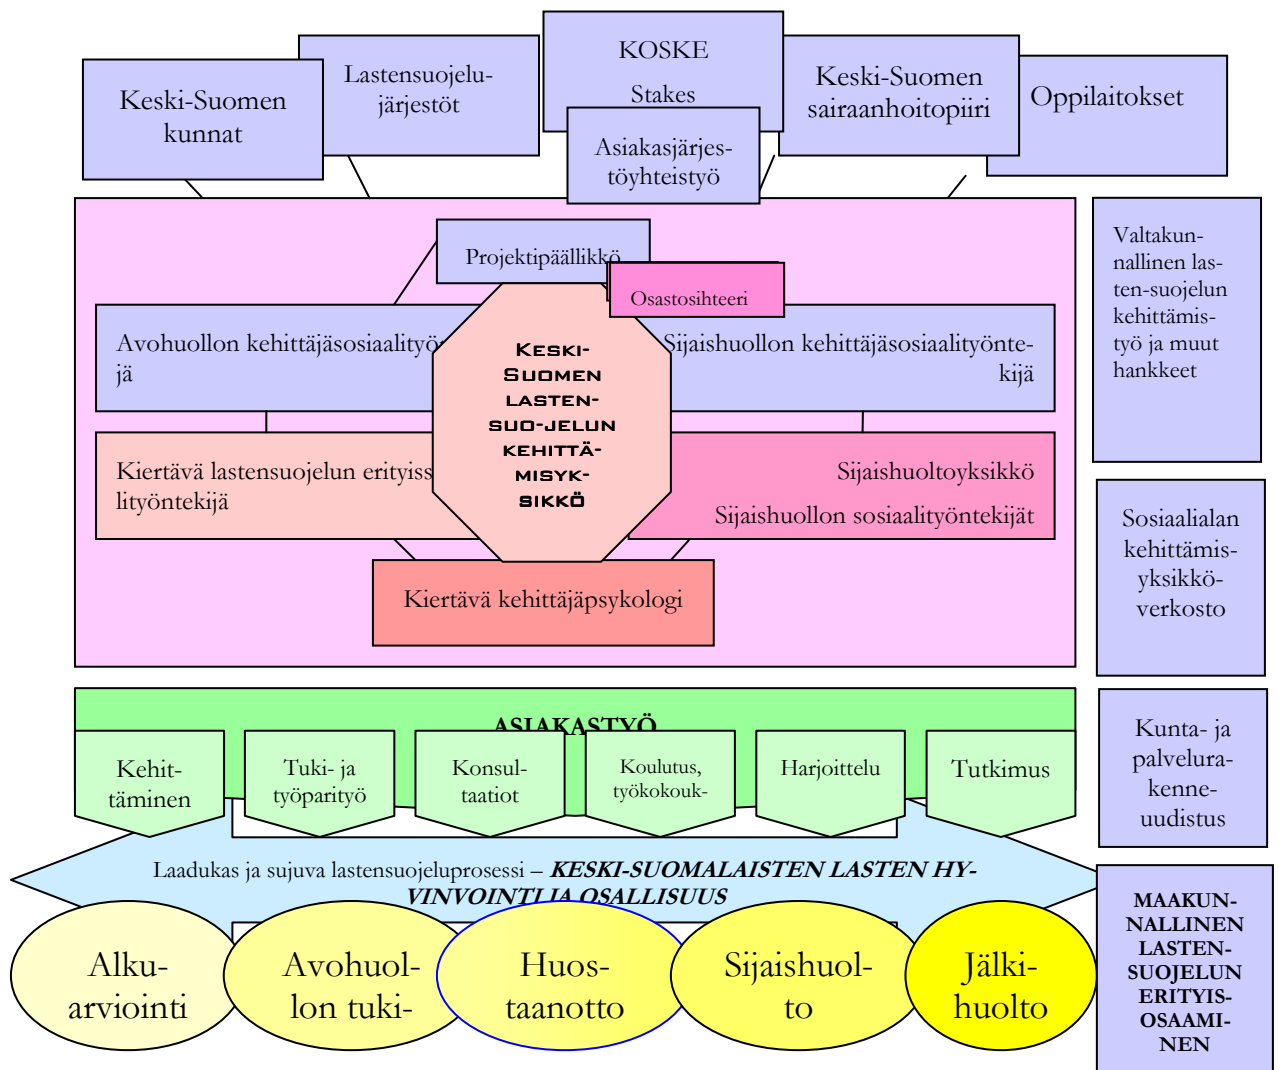 KOSKE
Stakes
Keski-Suomen
kunnat
Lastensuojelu-
järjestöt
Asiakasjärjes-
töyhteistyö
Keski-Suomen
sairaanhoitopiiri
Oppilaitokset
Projektipäällikkö
Osastosihteeri
Avohuollon kehittäjäsosiaalityön
jä
Sijaishuollon kehittäjäsosiaalityönte-
kijä
KESKI-
SUOMEN
LASTEN-
SUO-JELUN
KEHITTÄ-
MISYK-
SIKKÖ
Kiertävä lastensuojelun erityiss
lityöntekijä
Sijaishuoltoyksikkö
Sijaishuollon sosiaalityöntekijät
Kiertävä kehittäjäpsykologi
Valtakun-
nallinen las-
ten-suojelun
kehittämis-
työ ja muut
hankkeet
Sosiaalialan
kehittämis-
yksikkö-
verkosto
Kunta- ja
palvelura-
kenne-
uudistus
MAAKUN-
NALLINEN
LASTEN-
SUOJELUN
ERITYIS-
OSAAMI-
NEN
ASIAKASTYÖ
Kehit-
täminen
Tuki- ja
työparityö
Konsul-
taatiot
Koulutus,
työkokouk-
Harjoittelu
Tutkimus
Laadukas ja sujuva lastensuojeluprosessi – KESKI-SUOMALAISTEN LASTEN HY-
VINVOINTI JA OSALLISUUS
Alku-
arviointi
Avohuol-
lon tuki-
Huos-
taanotto
Sijaishuol-
to
Jälki-
huolto